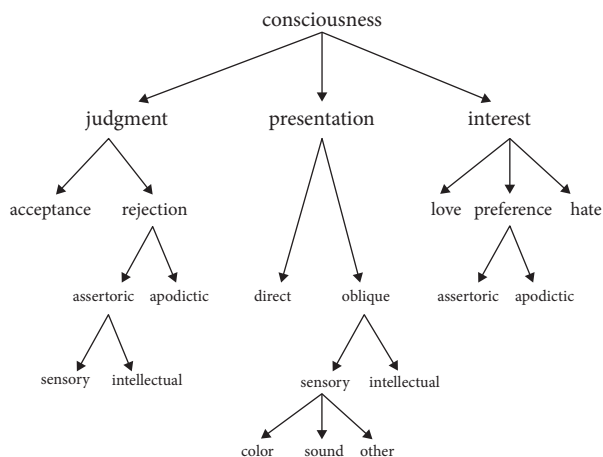 consciousness
judgment presentation interest
acceptance rejection love preference hate
assertoric apodictic direct oblique assertoric apodictic
sensory intellectual sensory intellectual
color sound other